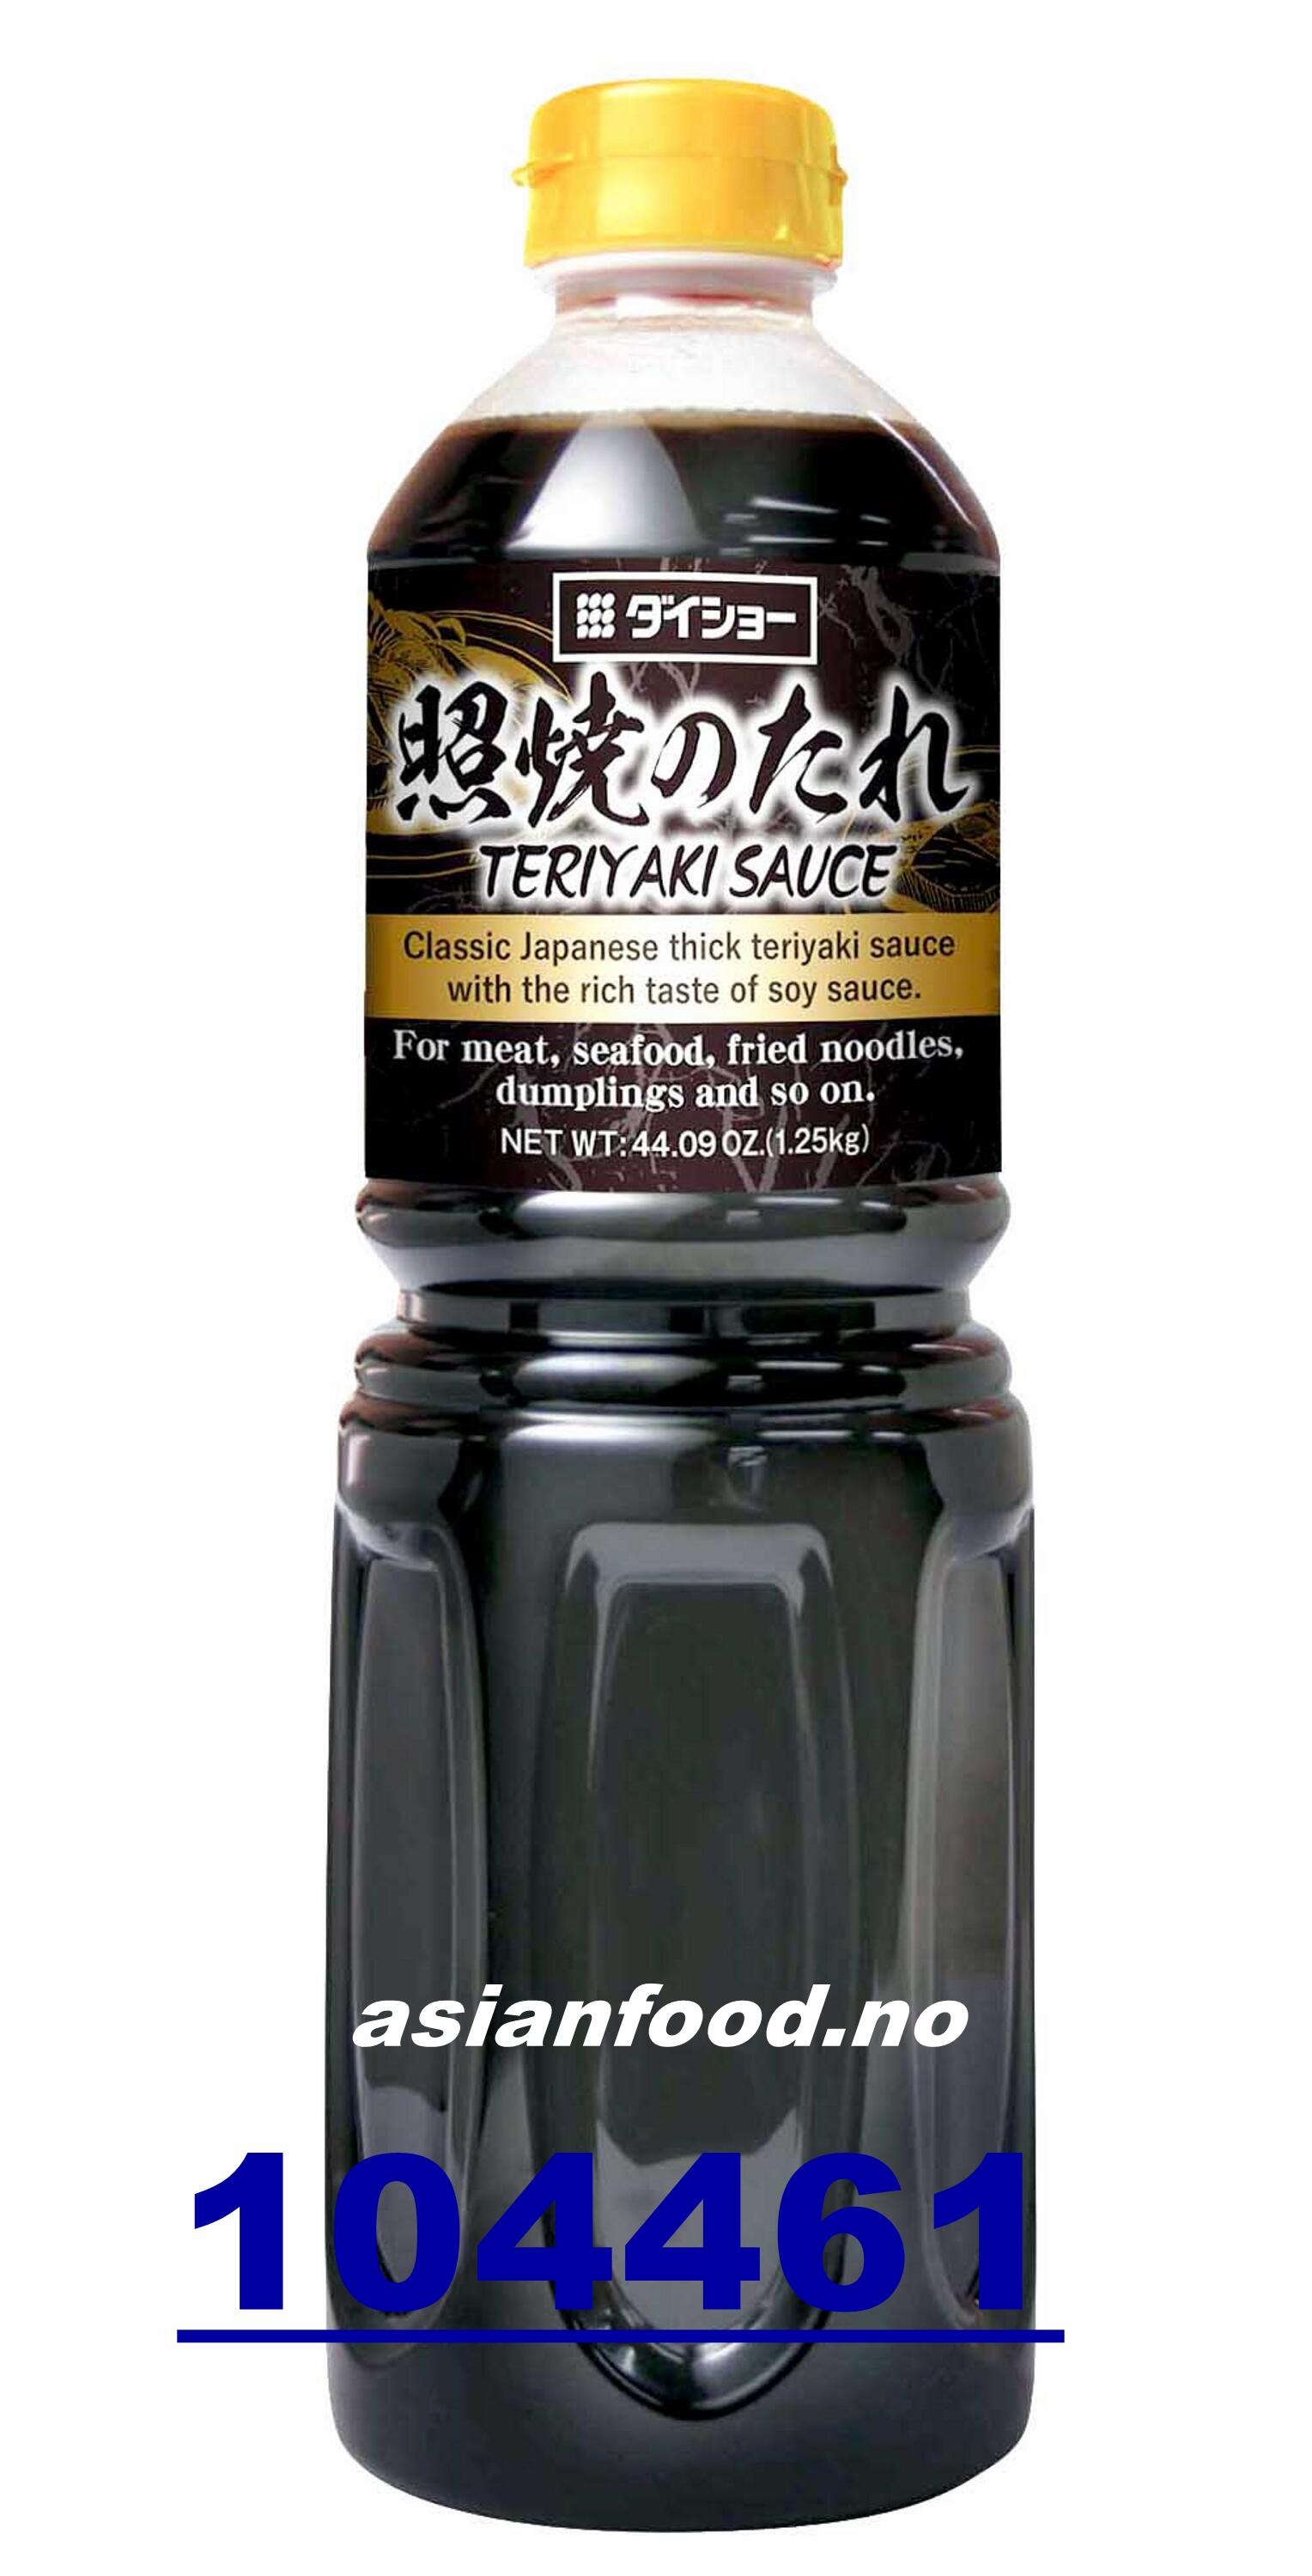 ダイショー
照焼のたれ
TERIYAKI SAUCE
Classic Japanese thick teriyaki sauce
with the rich taste of soy sauce.
For meat, seafood, fried noodles,
dumplings and so on.
NET WT:44.09 OZ.(1.25kg)
asianfood.no
104461